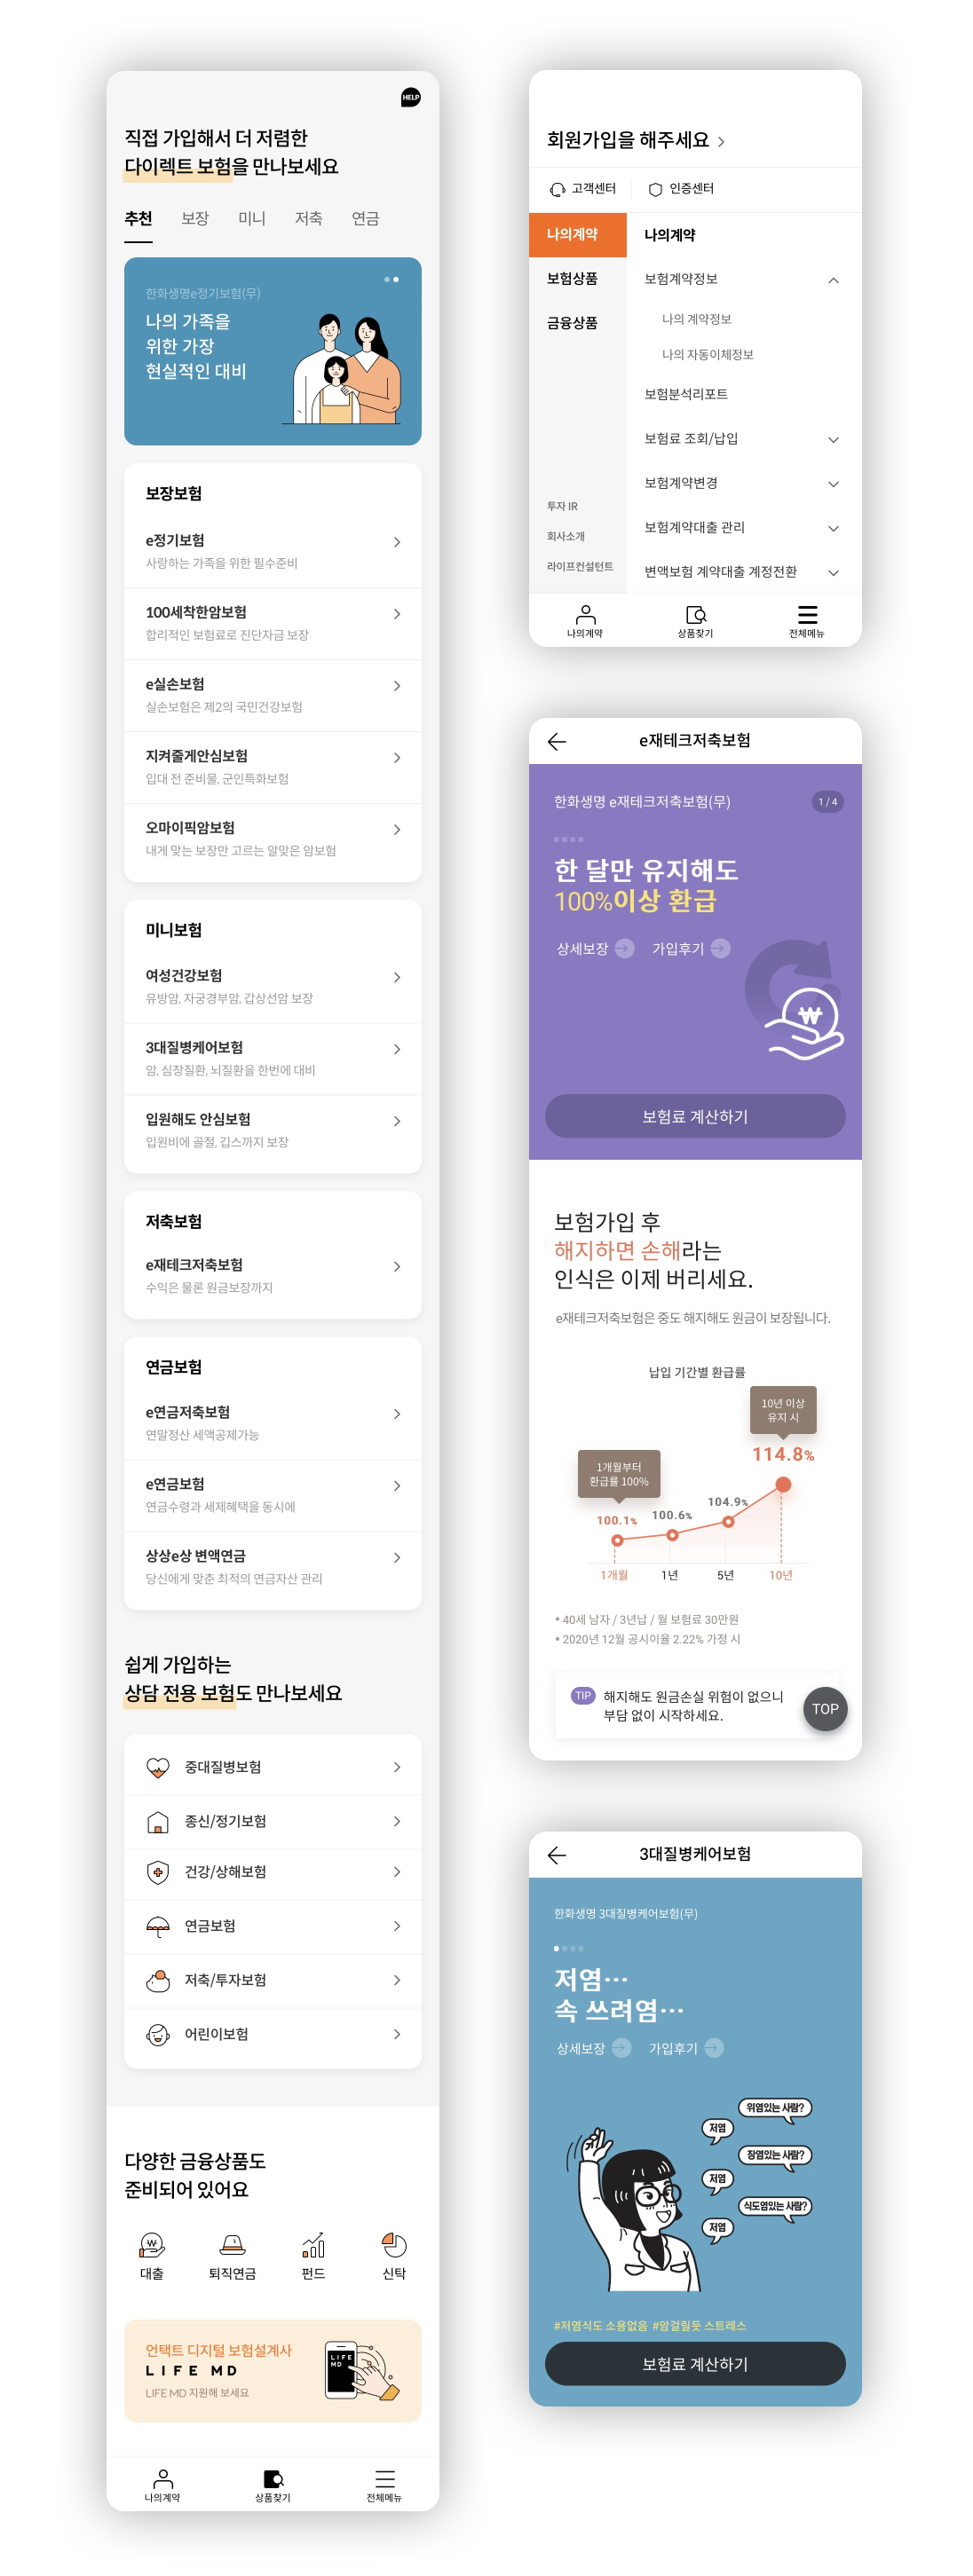 HELP
직접 가입해서 더 저렴한
다이렉트 보험을 만나보세요
추천 보장 미니 저축 연금
한화생명e정기보험(무)
나의 가족을
위한 가장
현실적인 대비
보장보험
e정기보험
사랑하는 가족을 위한 필수준비
100세착한암보험
합리적인 보험료로 진단자금 보장
e실손보험
실손보험은 제2의 국민건강보험
지켜줄게안심보험
입대 전 준비물, 군인특화보험
오마이픽암보험
내게 맞는 보장만 고르는 알맞은 암보험
미니보험
여성건강보험
유방암, 자궁경부암, 갑상선암 보장
3대질병케어보험
암, 심장질환, 뇌질환을 한번에 대비
입원해도 안심보험
입원비에 골절, 깁스까지 보장
저축보험
e재테크저축보험
수익은 물론 원금보장까지
연금보험
e연금저축보험
연말정산 세액공제가능
e연금보험
연금수령과 세제혜택을 동시에
상상e상 변액연금
당신에게 맞춘 최적의 연금자산 관리
쉽게 가입하는
상담 전용 보험도 만나보세요
중대질병보험
종신/정기보험
건강/상해보험
연금보험
저축/투자보험
어린이보험
다양한 금융상품도
준비되어 있어요
대출 퇴직연금 펀드 신탁
언택트 디지털 보험설계사
LIFE MD
LIFE MD 지원해 보세요
LIFE
MD
나의계약 상품찾기 전체메뉴
회원가입을 해주세요
고객센터 인증센터
나의계약
보험상품
금융상품
투자 IR
회사소개
라이프컨설턴트
나의계약
보험계약정보
나의 계약정보
나의 자동이체정보
보험분석리포트
보험료 조회/납입
보험계약변경
보험계약대출 관리
변액보험 계약대출 계정전환
나의계약 상품찾기 전체메뉴
e재테크저축보험
한화생명 e재테크저축보험(무)
1 / 4
한 달만 유지해도
100%이상 환급
상세보장 가입후기
₩
보험료 계산하기
보험가입 후
해지하면 손해라는
인식은 이제 버리세요.
e재테크저축보험은 중도 해지해도 원금이 보장됩니다.
납입 기간별 환급률
10년 이상
유지 시
114.8%
1개월부터
환급률 100%
104.9%
100.6%
100.1%
1개월 1년 5년 10년
• 40세 남자 / 3년납 / 월 보험료 30만원
• 2020년 12월 공시이율 2.22% 가정 시
TIP 해지해도 원금손실 위험이 없으니
부담 없이 시작하세요.
TOP
3대질병케어보험
한화생명 3대질병케어보험(무)
저염···
속 쓰려염···
상세보장 가입후기
위염있는 사람?
저염
장염있는 사람?
저염
식도염있는 사람?
저염
#저염식도 소용없음 #암걸릴듯 스트레스
보험료 계산하기